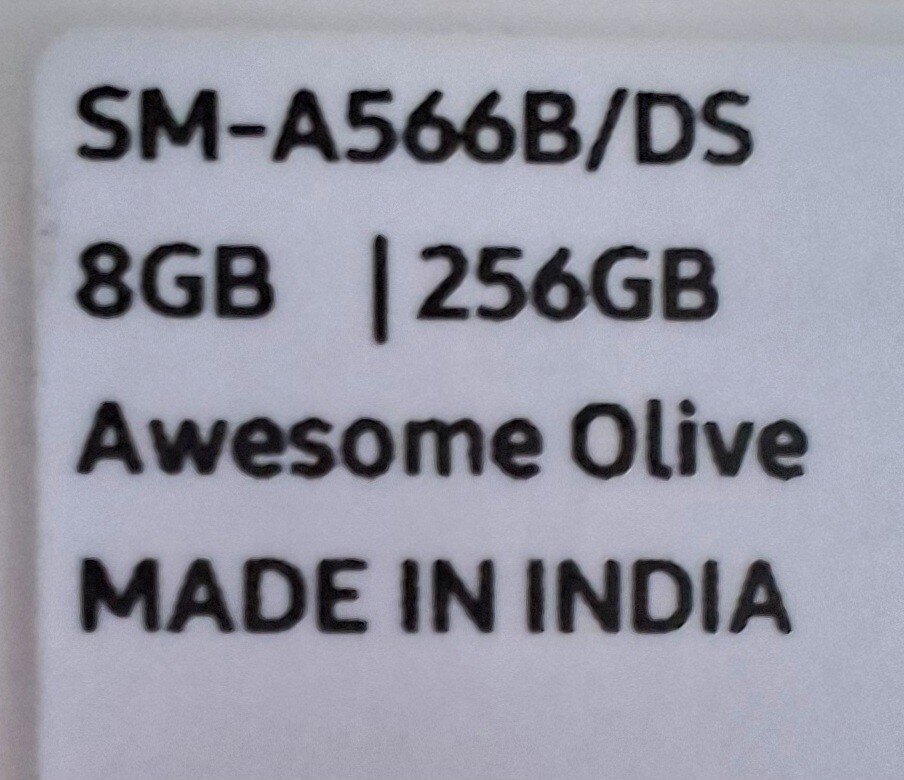 SM-A566B/DS
8GB | 256GB
Awesome Olive
MADE IN INDIA